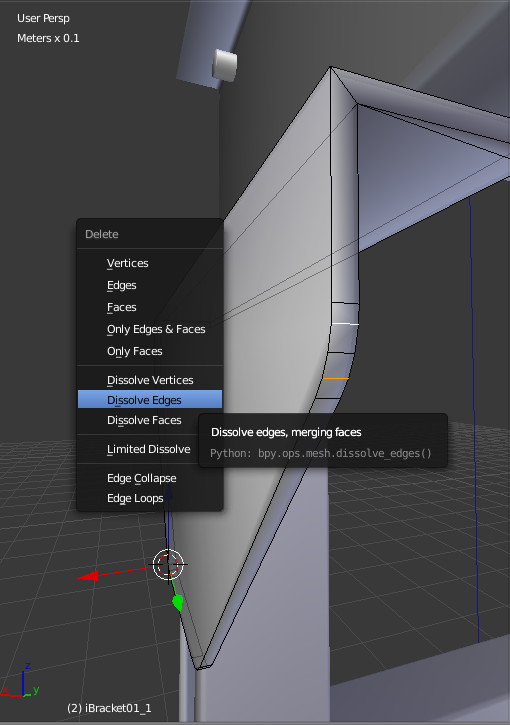 User Persp
Meters x 0.1
Delete
Vertices
Edges
Faces
Only Edges & Faces
Only Faces
Dissolve Vertices
Dissolve Edges
Dissolve Faces
Limited Dissolve
Edge Collapse
Edge Loops
Dissolve edges, merging faces
Python: bpy.ops.mesh.dissolve_edges()
z
y
(2) iBracket01_1